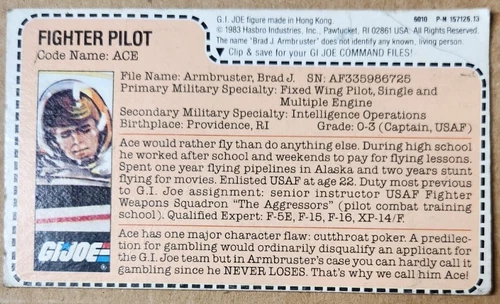 G.I. JOE figure made in Hong Kong. 6010 P-N 157126.13
© 1983 Hasbro Industries, Inc., Pawtucket, RI 02861 USA. All Rights Reserved.
The name "Brad J. Armbruster" does not identify any known, living person.
▼ Clip & save for your GI JOE COMMAND FILES!
FIGHTER PILOT
Code Name: ACE
File Name: Armbruster, Brad J. SN: AF335986725
Primary Military Specialty: Fixed Wing Pilot, Single and
Multiple Engine
Secondary Military Specialty: Intelligence Operations
Birthplace: Providence, RI Grade: 0-3 (Captain, USAF)
Ace would rather fly than do anything else. During high school
he worked after school and weekends to pay for flying lessons.
Spent one year flying pipelines in Alaska and two years stunt
flying for movies. Enlisted USAF at age 22. Duty most previous
to G.I. Joe assignment: senior instructor USAF Fighter
Weapons Squadron "The Aggressors" (pilot combat training
school). Qualified Expert: F-5E, F-15, F-16, XP-14/F.
Ace has one major character flaw: cutthroat poker. A predilec-
tion for gambling would ordinarily disqualify an applicant for
the G.I. Joe team but in Armbruster's case you can hardly call it
gambling since he NEVER LOSES. That's why we call him Ace!
GI JOE